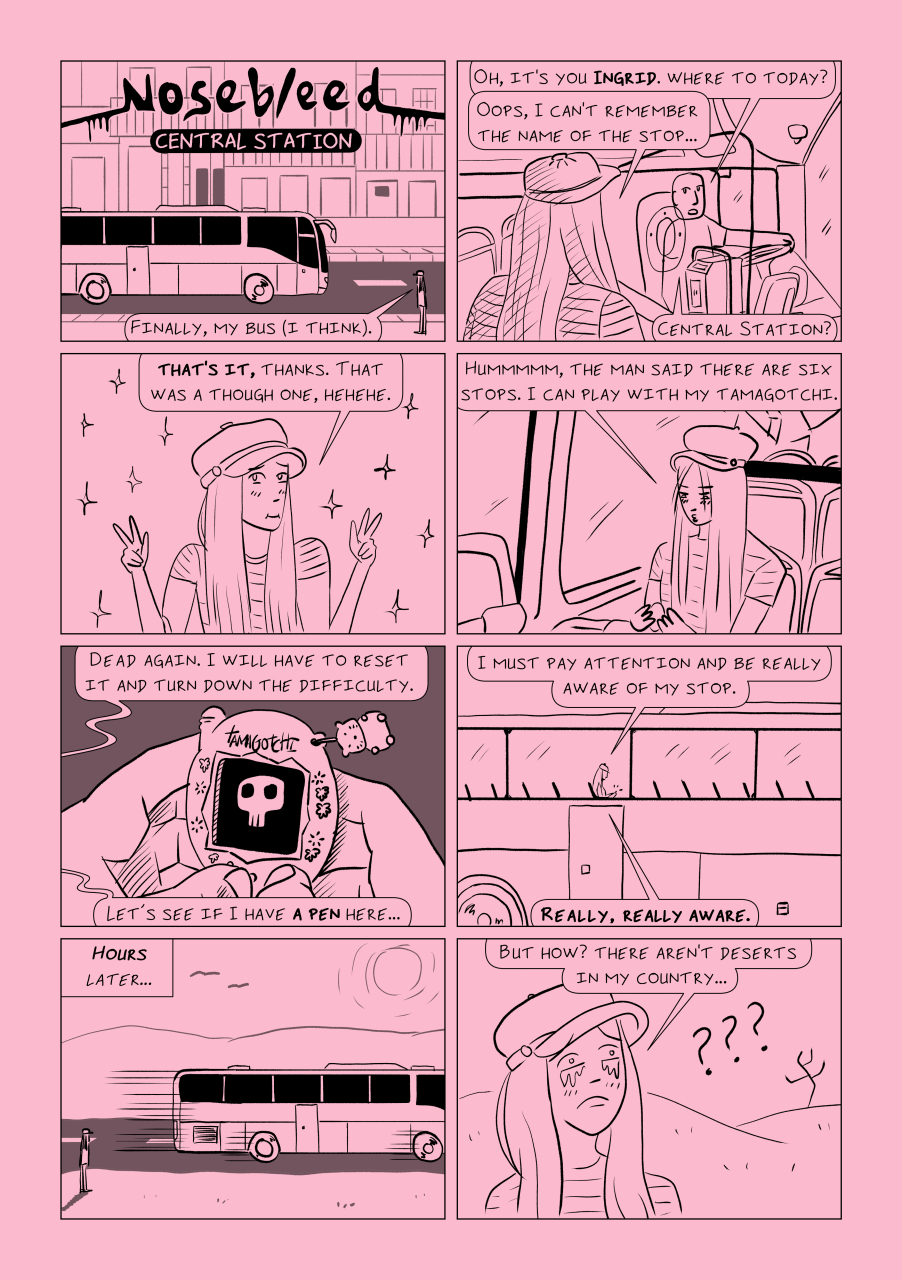 Nosebleed
CENTRAL STATION
FINALLY, MY BUS (I THINK).
OH, IT'S YOU INGRID. WHERE TO TODAY?
OOPS, I CAN'T REMEMBER
THE NAME OF THE STOP...
CENTRAL STATION?
THAT'S IT, THANKS. THAT
WAS A THOUGH ONE, HEHEHE.
HUMMMMM, THE MAN SAID THERE ARE SIX
STOPS. I CAN PLAY WITH MY TAMAGOTCHI.
DEAD AGAIN. I WILL HAVE TO RESET
IT AND TURN DOWN THE DIFFICULTY.
TAMAGOTCHI
LET'S SEE IF I HAVE A PEN HERE...
I MUST PAY ATTENTION AND BE REALLY
AWARE OF MY STOP.
REALLY, REALLY AWARE.
HOURS
LATER...
BUT HOW? THERE AREN'T DESERTS
IN MY COUNTRY...
???